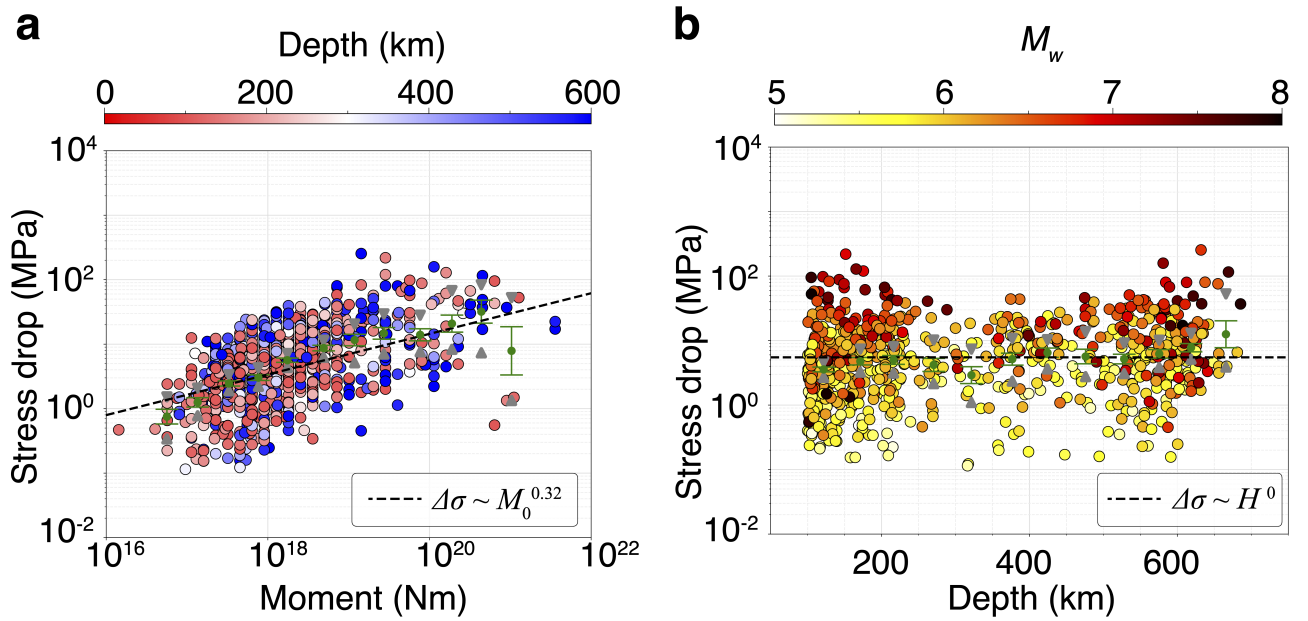 a
Depth (km)
0 200 400 600
10⁴
10²
10⁰
10⁻²
Stress drop (MPa)
Δσ ~ M₀^0.32
10¹⁶ 10¹⁸ 10²⁰ 10²²
Moment (Nm)
b
M_w
5 6 7 8
10⁴
10²
10⁰
10⁻²
Stress drop (MPa)
Δσ ~ H⁰
200 400 600
Depth (km)